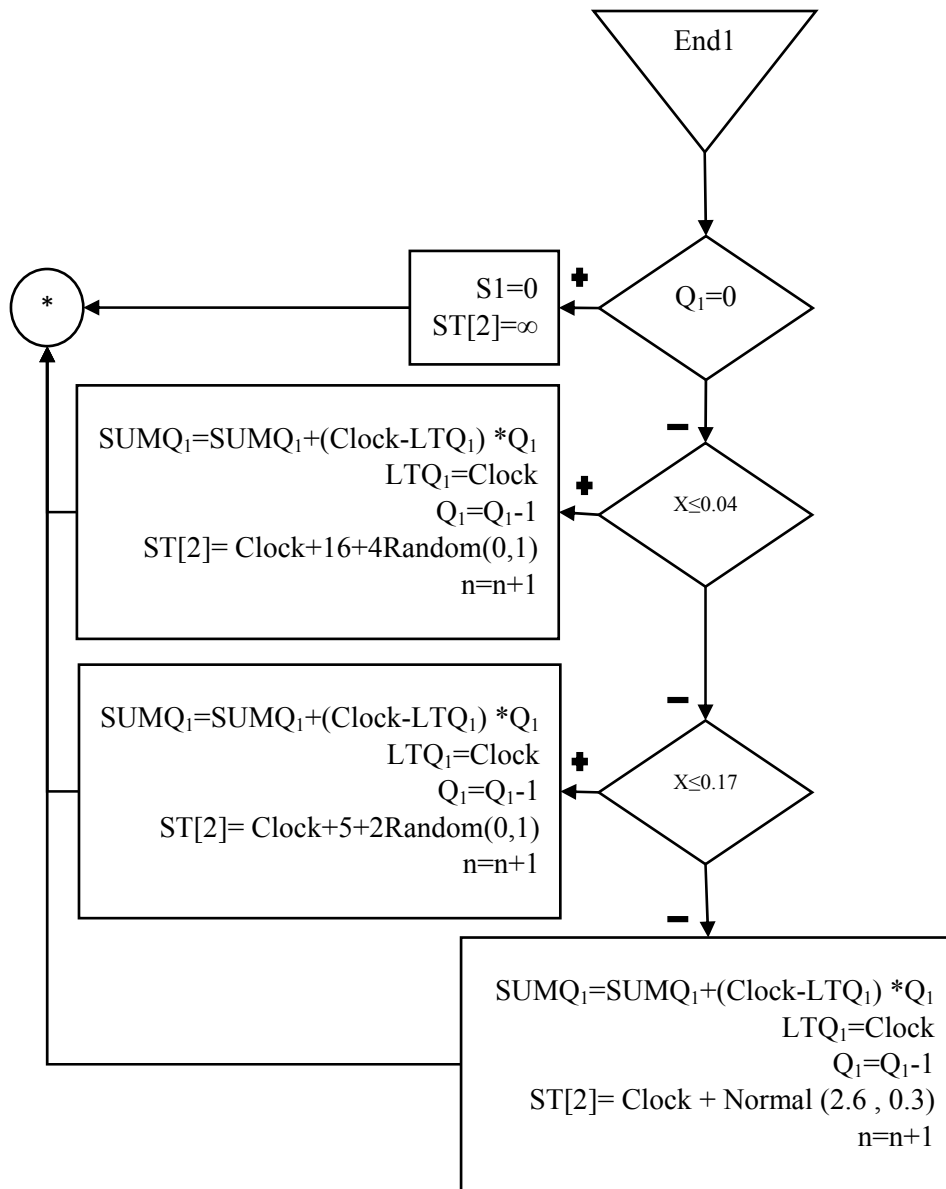 End1
Q₁=0
S1=0
ST[2]=∞
*
X≤0.04
SUMQ₁=SUMQ₁+(Clock-LTQ₁) *Q₁
LTQ₁=Clock
Q₁=Q₁-1
ST[2]= Clock+16+4Random(0,1)
n=n+1
X≤0.17
SUMQ₁=SUMQ₁+(Clock-LTQ₁) *Q₁
LTQ₁=Clock
Q₁=Q₁-1
ST[2]= Clock+5+2Random(0,1)
n=n+1
SUMQ₁=SUMQ₁+(Clock-LTQ₁) *Q₁
LTQ₁=Clock
Q₁=Q₁-1
ST[2]= Clock + Normal (2.6 , 0.3)
n=n+1